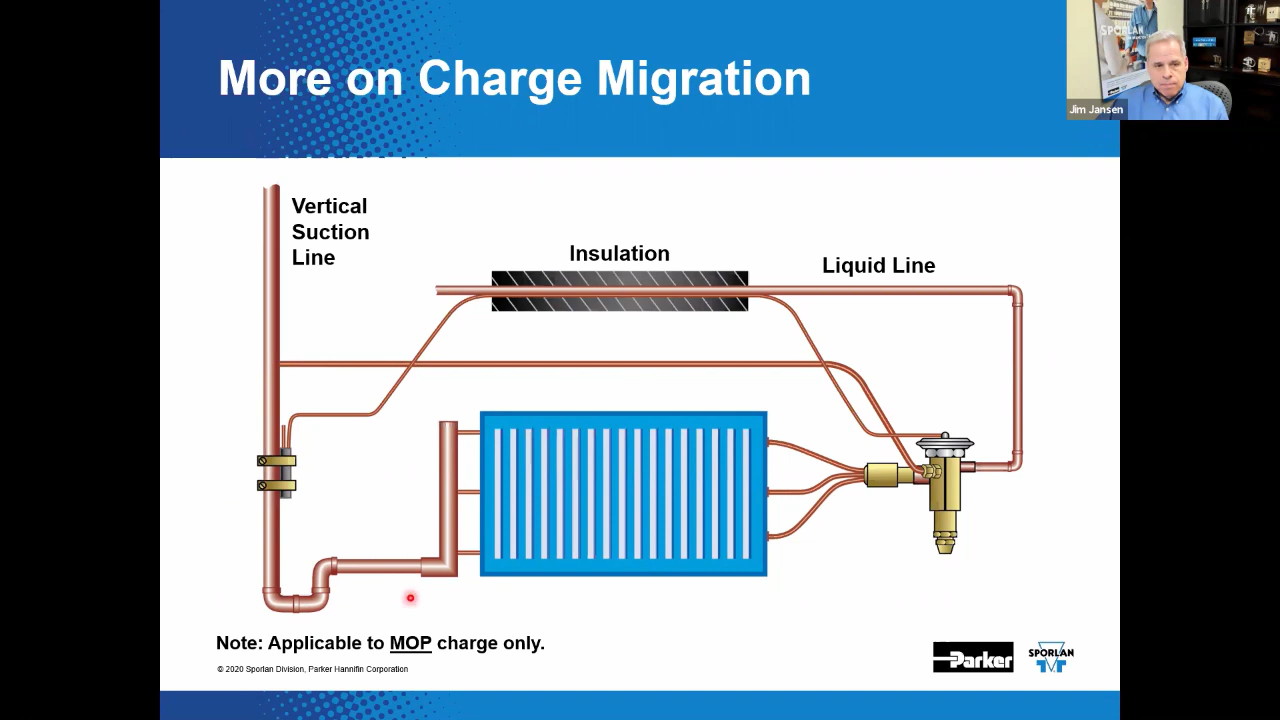 More on Charge Migration
SPORLAN
Jim Jansen
Vertical
Suction
Line
Insulation
Liquid Line
Note: Applicable to MOP charge only.
© 2020 Sporlan Division, Parker Hannifin Corporation
Parker
SPORLAN